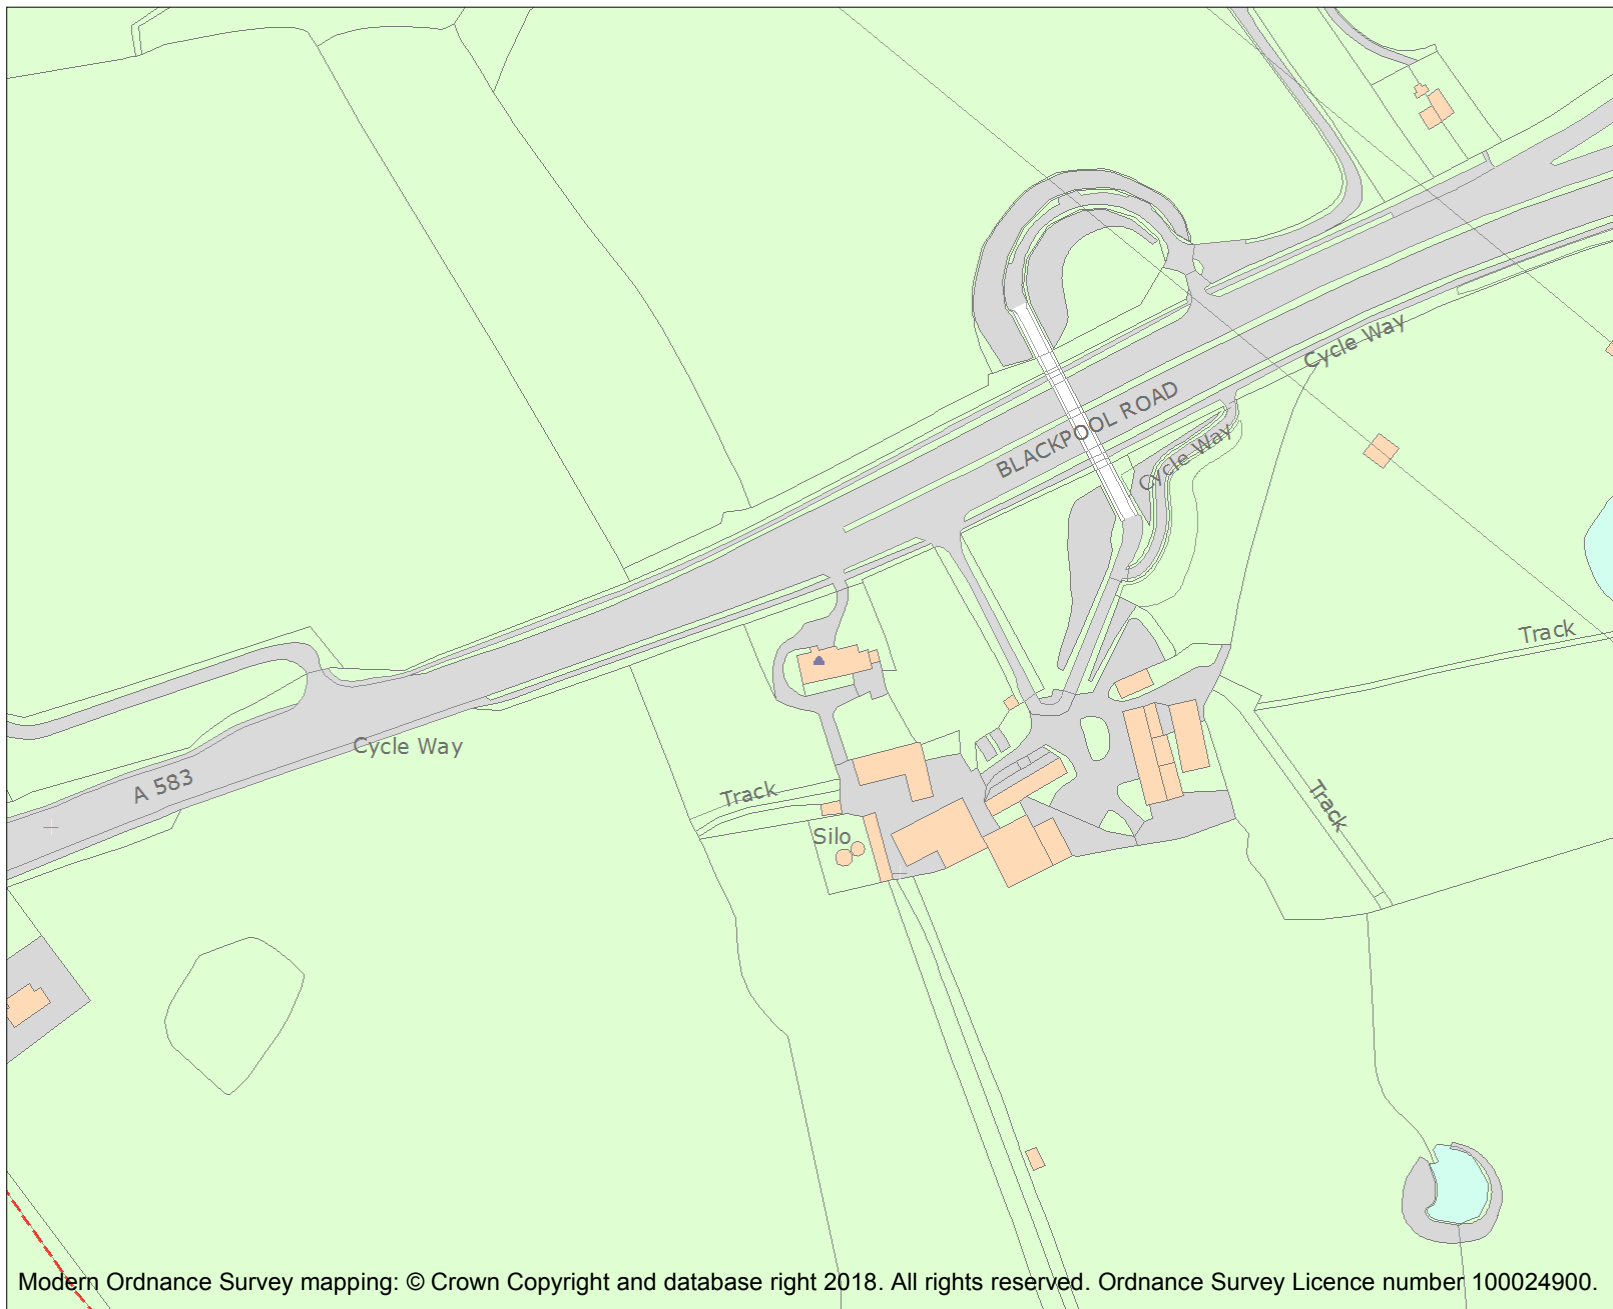 Cycle Way
BLACKPOOL ROAD
Cycle Way
Track
Cycle Way
A 583
Track
Track
Silo
Modern Ordnance Survey mapping: © Crown Copyright and database right 2018. All rights reserved. Ordnance Survey Licence number 100024900.